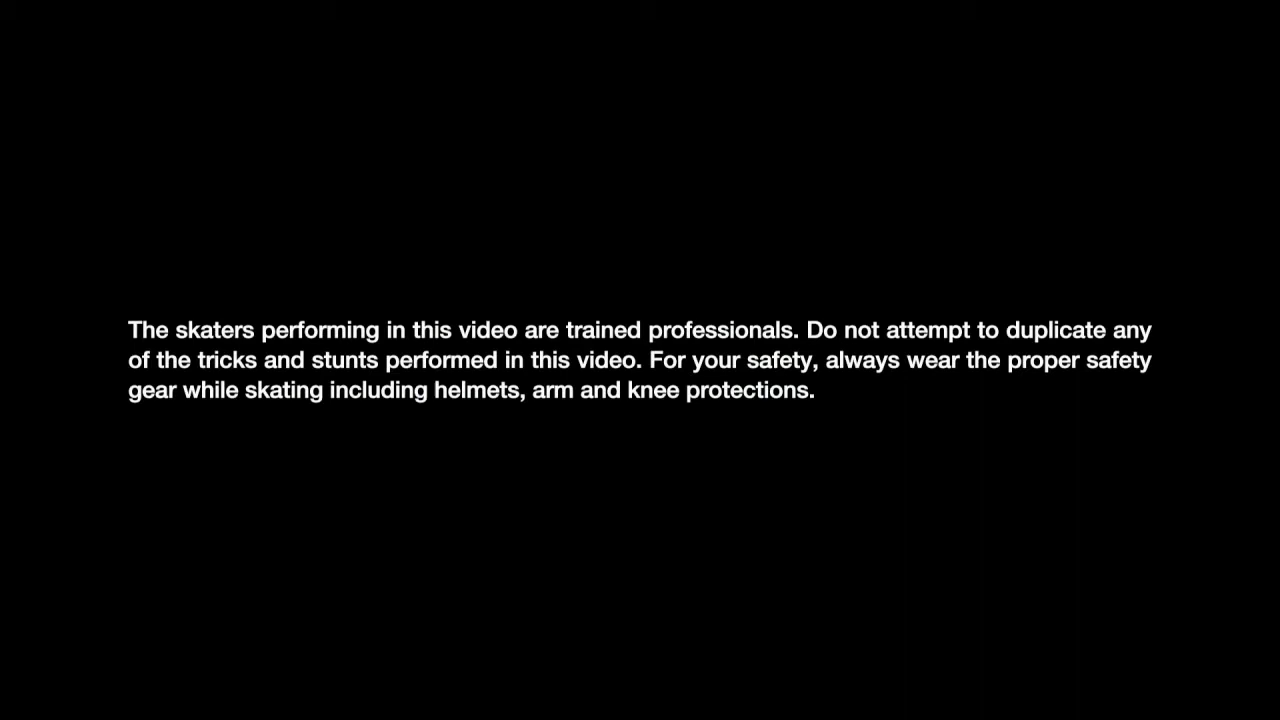 The skaters performing in this video are trained professionals. Do not attempt to duplicate any
of the tricks and stunts performed in this video. For your safety, always wear the proper safety
gear while skating including helmets, arm and knee protections.